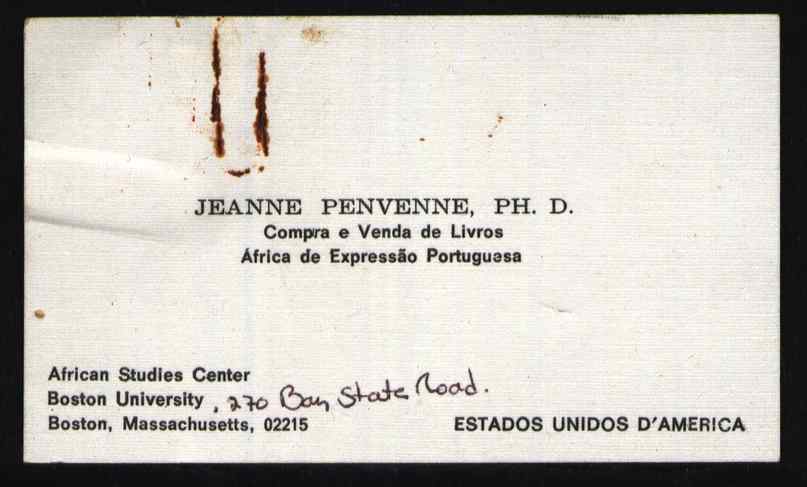 JEANNE PENVENNE, PH. D.
Compra e Venda de Livros
África de Expressão Portuguesa
African Studies Center
Boston University, 270 Bay State Road.
Boston, Massachusetts, 02215
ESTADOS UNIDOS D'AMERICA